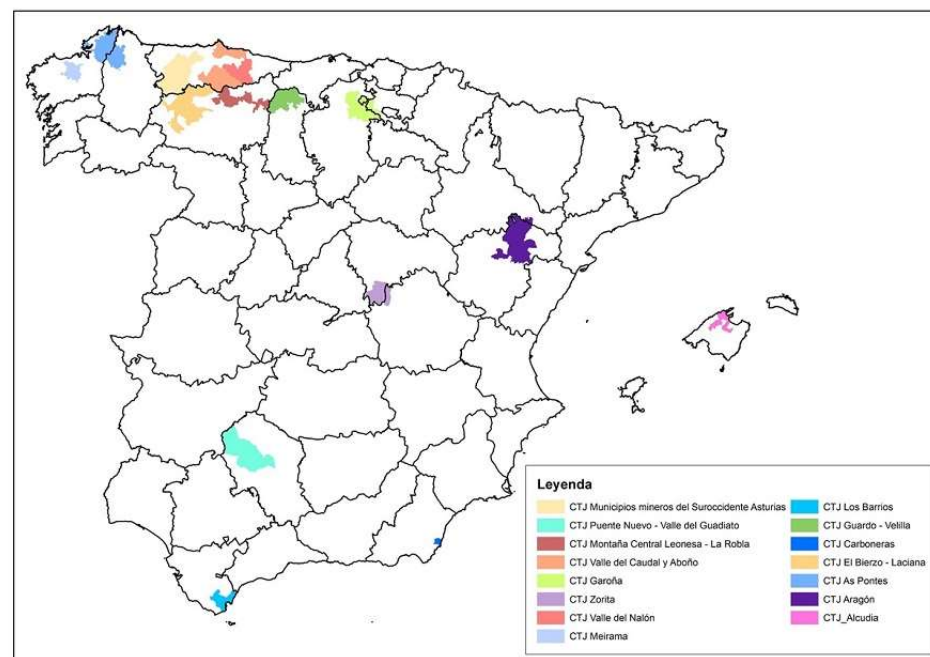 Leyenda
CTJ Municipios mineros del Suroccidente Asturias
CTJ Puente Nuevo - Valle del Guadiato
CTJ Montaña Central Leonesa - La Robla
CTJ Valle del Caudal y Aboño
CTJ Garoña
CTJ Zorita
CTJ Valle del Nalón
CTJ Meirama
CTJ Los Barrios
CTJ Guardo - Velilla
CTJ Carboneras
CTJ El Bierzo - Laciana
CTJ As Pontes
CTJ Aragón
CTJ_Alcudia